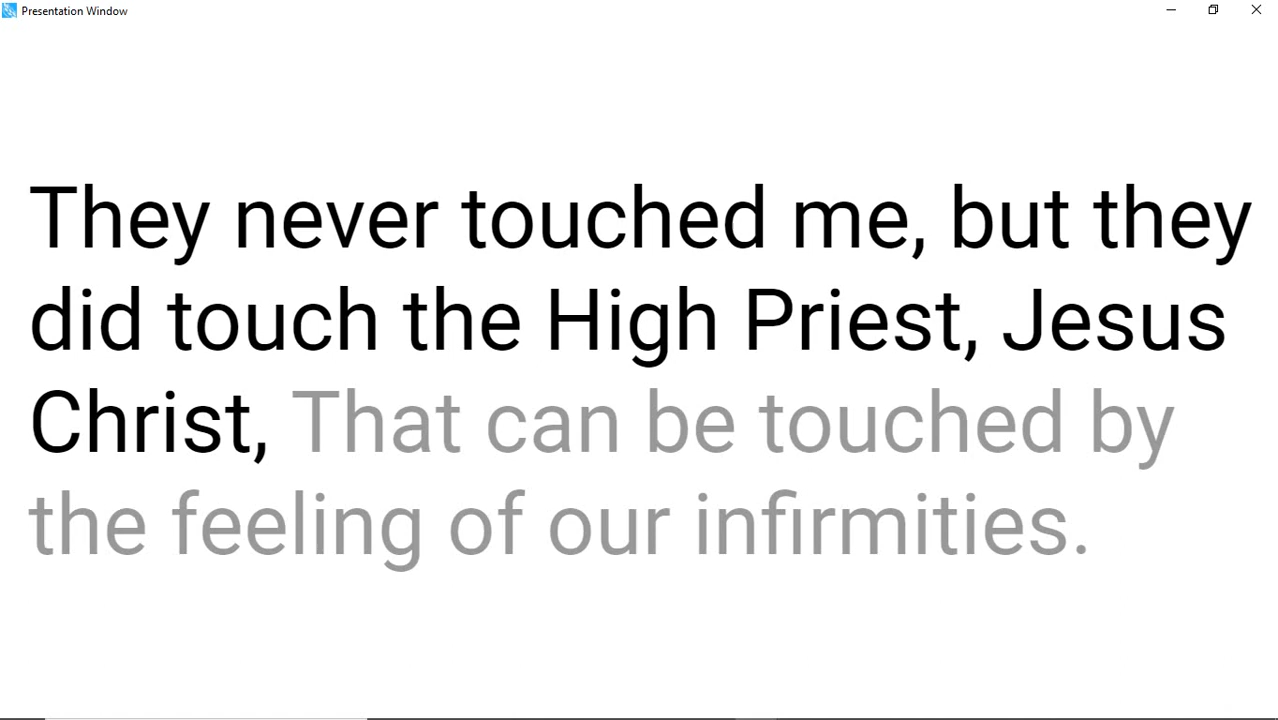 Presentation Window
They never touched me, but they
did touch the High Priest, Jesus
Christ, That can be touched by
the feeling of our infirmities.